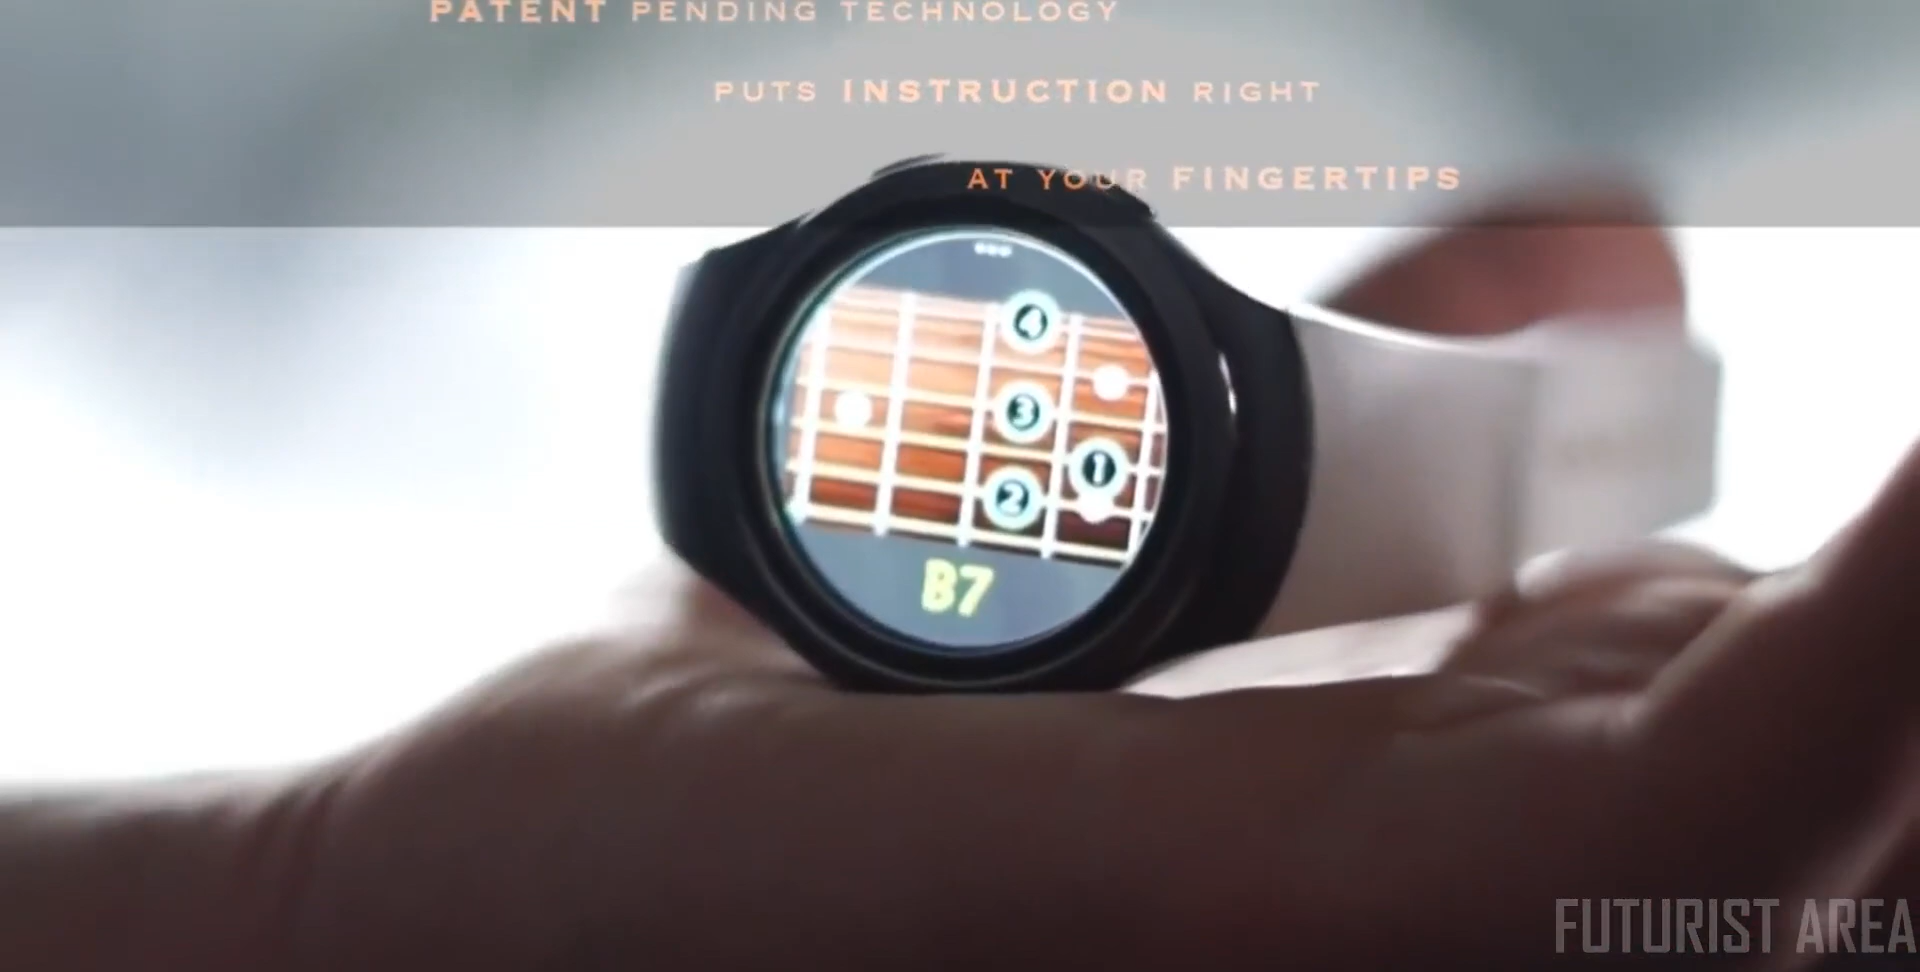 PATENT PENDING TECHNOLOGY
PUTS INSTRUCTION RIGHT
AT YOUR FINGERTIPS
4
3
1
2
B7
FUTURIST AREA